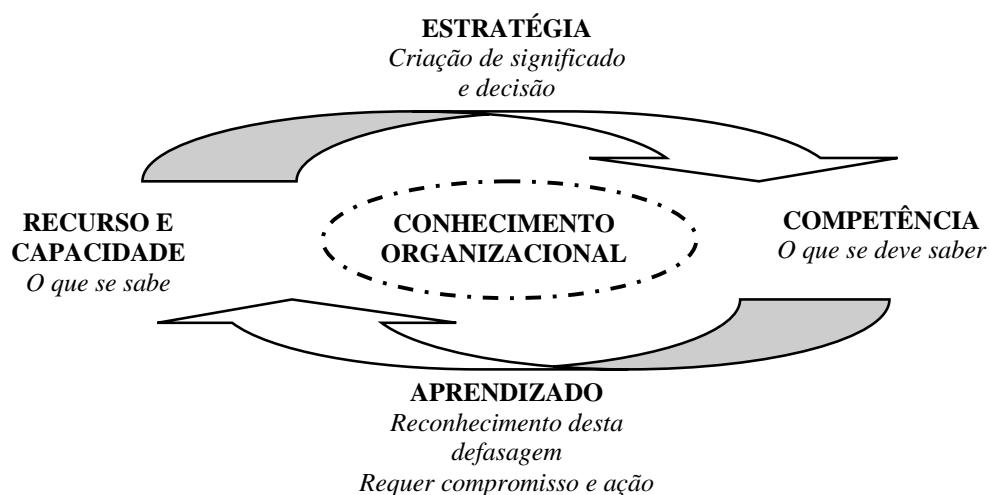 ESTRATÉGIA
Criação de significado
e decisão
RECURSO E
CAPACIDADE
O que se sabe
CONHECIMENTO
ORGANIZACIONAL
COMPETÊNCIA
O que se deve saber
APRENDIZADO
Reconhecimento desta
defasagem
Requer compromisso e ação